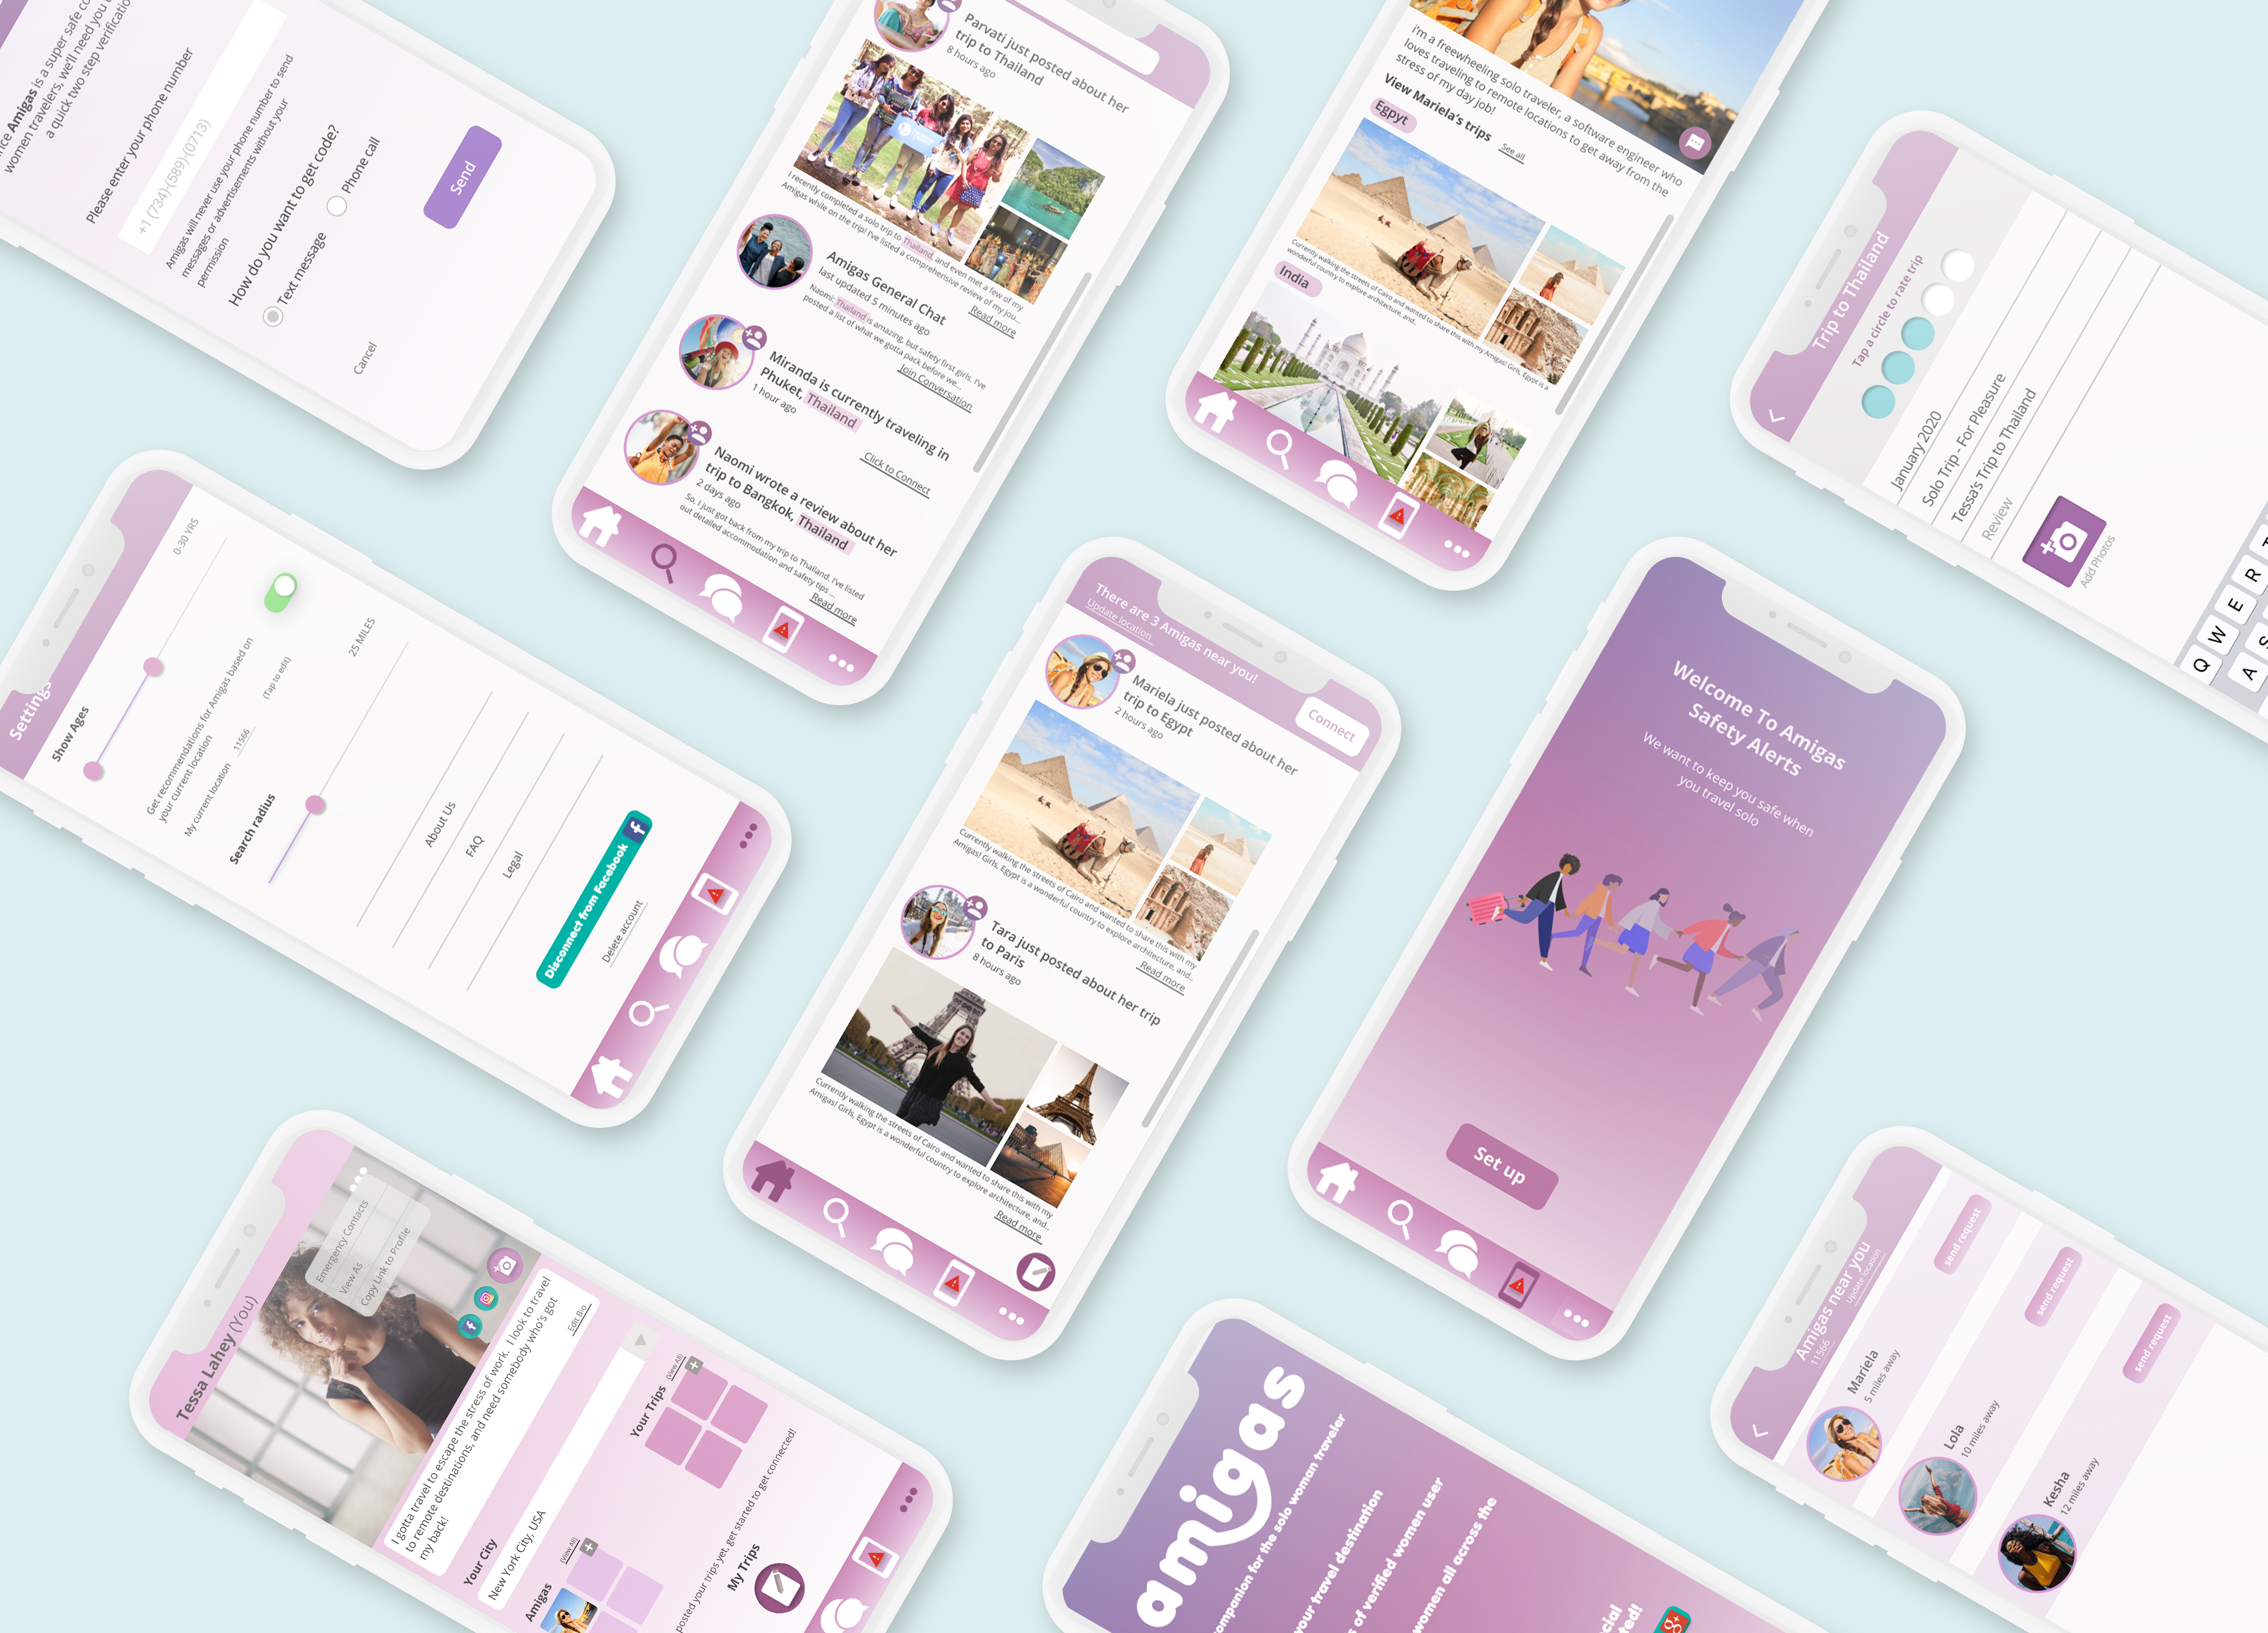 Amigas is a super safe
women travelers, we'll need you
a quick two step
Please enter your phone number
+1 (734)-(589)-(0713)
Amigas will never use your phone number to send
messages or advertisements without your
permission
How do you want to get code?
Text message
Phone call
Send
Cancel
Parvati just posted about her
trip to Thailand
8 hours ago
I recently completed a solo trip to Thailand, and even met a few of my
Amigas while on the trip! I've listed a comprehensive review of my jou...
Read more
Amigas General Chat
last updated 5 minutes ago
Naomi: Thailand is amazing, but safety first girls. I've
posted a list of what we gotta pack before we...
Join Conversation
Miranda is currently traveling in
Phuket, Thailand
1 hour ago
Click to Connect
Naomi wrote a review about her
trip to Bangkok, Thailand
2 days ago
So, I just got back from my trip to Thailand. I've listed
out detailed accommodation and safety tips...
Read more
I'm a freewheeling solo traveler, a software engineer who
loves traveling to remote locations to get away from the
stress of my day job!
View Mariela's trips
See all
Egpyt
Currently walking the streets of Cairo and wanted to share this with my Amigas! Girls, Egypt is a
wonderful country to explore architecture, and..
India
Trip to Thailand
Tap a circle to rate trip
January 2020
Solo Trip - For Pleasure
Tessa's Trip to Thailand
Review
Add Photos
Q W E R
A S
Settings
Show Ages
0-30 YRS
Get recommendations for Amigas based on
your current location
My current location 11566 (Tap to edit)
Search radius
25 MILES
About Us
FAQ
Legal
Disconnect from Facebook
Delete account
There are 3 Amigas near you!
Update location
Connect
Mariela just posted about her
trip to Egypt
2 hours ago
Currently walking the streets of Cairo and wanted to share this with my
Amigas! Girls, Egypt is a wonderful country to explore architecture, and..
Read more
Tara just posted about her trip
to Paris
8 hours ago
Currently walking the streets of Cairo and wanted to share this with my
Amigas! Girls, Egypt is a wonderful country to explore architecture, and..
Read more
Welcome To Amigas
Safety Alerts
We want to keep you safe when
you travel solo
Set up
Tessa Lahey (You)
Emergency Contacts
View As
Copy Link to Profile
I gotta travel to escape the stress of work. I look to travel
to remote destinations, and need somebody who's got
my back!
Edit Bio
Your City
New York City, USA
Amigas
(View All)
Your Trips
(View All)
posted your trips yet, get started to get connected!
My Trips
amigas
for the solo woman traveler
your travel destination
of verified women user
women all across the
G+
Amigas near you
11566
Update location
Mariela
5 miles away
send request
Lola
10 miles away
send request
Kesha
12 miles away
send request